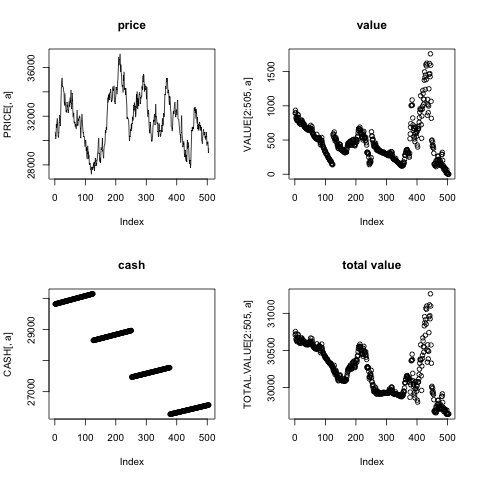 price
PRICE[, a]
36000
32000
28000
0 100 200 300 400 500
Index
value
VALUE[2:505, a]
1500
1000
500
0
0 100 200 300 400 500
Index
cash
CASH[, a]
29000
27000
0 100 200 300 400 500
Index
total value
TOTAL.VALUE[2:505, a]
31000
30500
30000
0 100 200 300 400 500
Index